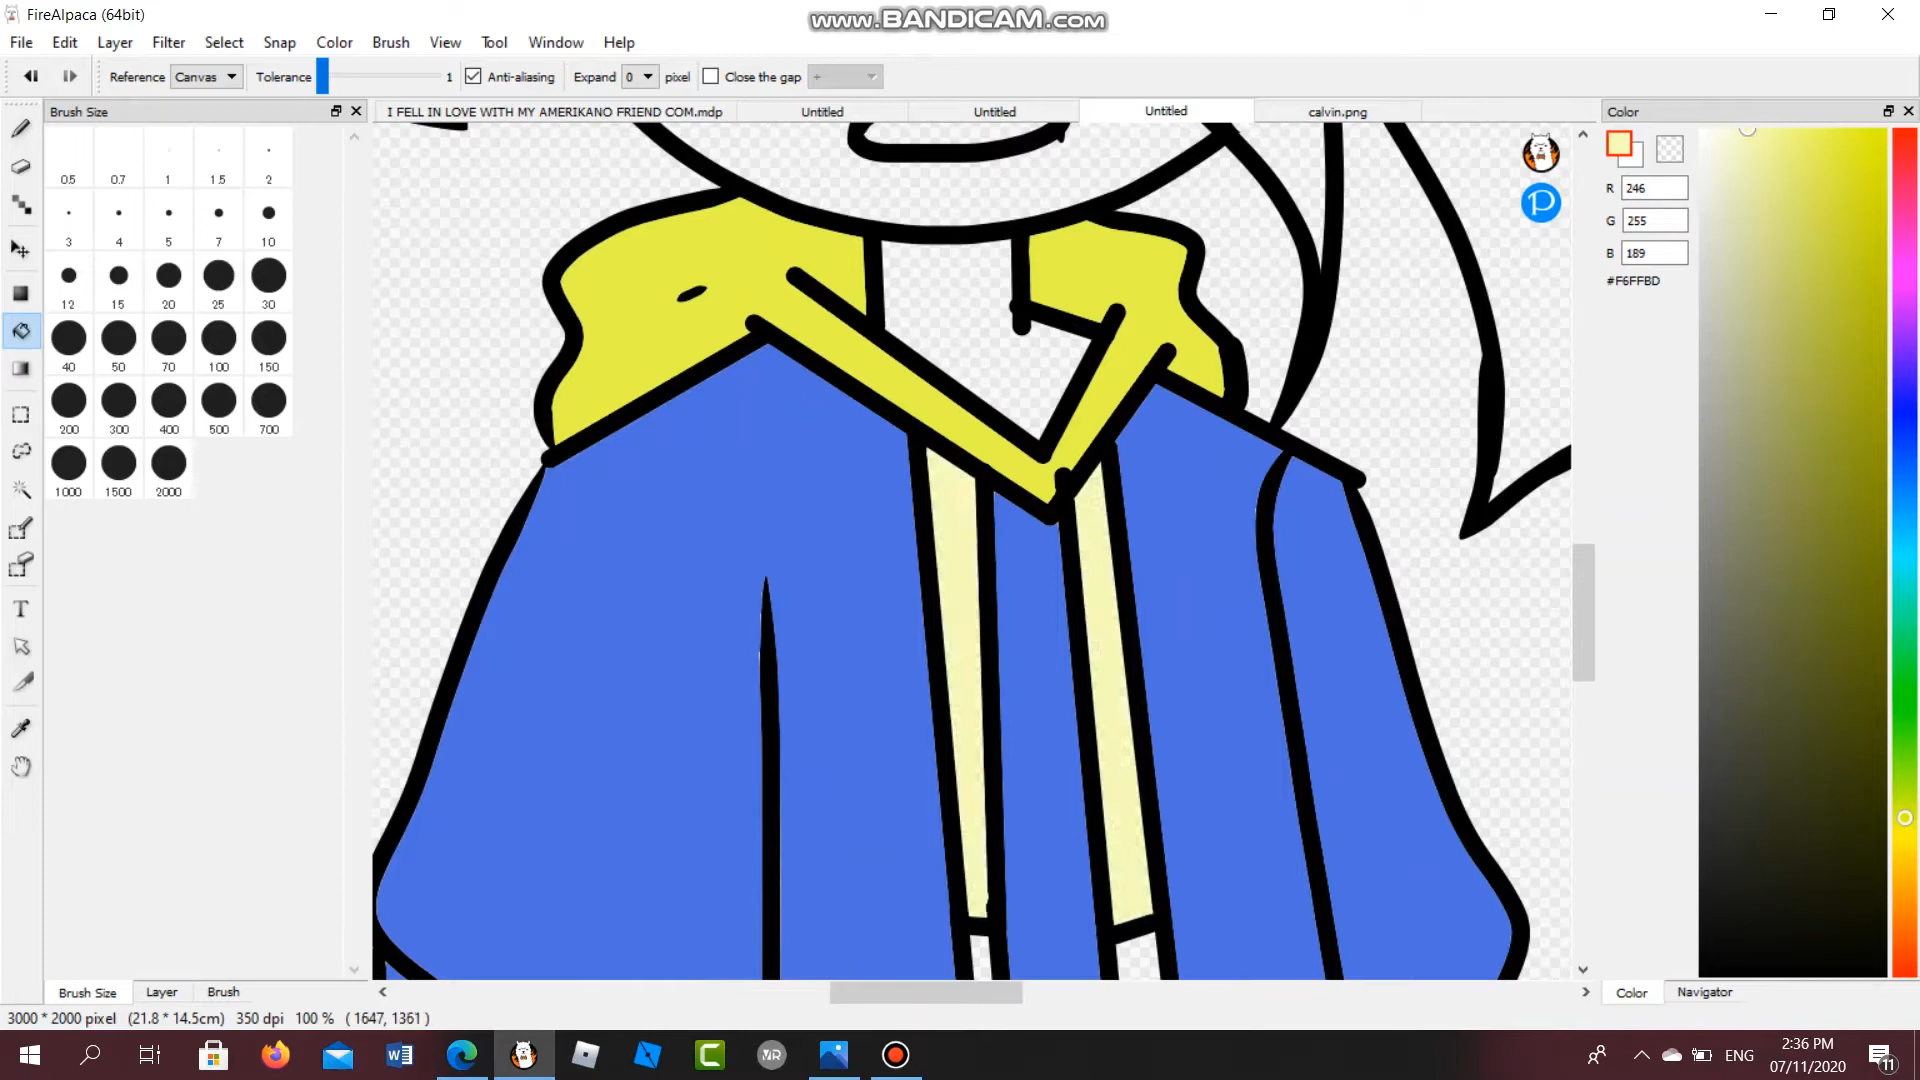 FireAlpaca (64bit)
www.BANDICAM.com
File Edit Layer Filter Select Snap Color Brush View Tool Window Help
Reference Canvas Tolerance 1 Anti-aliasing Expand 0 pixel Close the gap +
Brush Size
I FELL IN LOVE WITH MY AMERIKANO FRIEND COM.mdp Untitled Untitled Untitled calvin.png
Color
0.5 0.7 1 1.5 2
3 4 5 7 10
12 15 20 25 30
40 50 70 100 150
200 300 400 500 700
1000 1500 2000
R 246
G 255
B 189
#F6FFBD
T
P
Brush Size Layer Brush
Color Navigator
3000 * 2000 pixel (21.8 * 14.5cm) 350 dpi 100 % ( 1647, 1361 )
W
C
MR
ENG
2:36 PM
07/11/2020
11